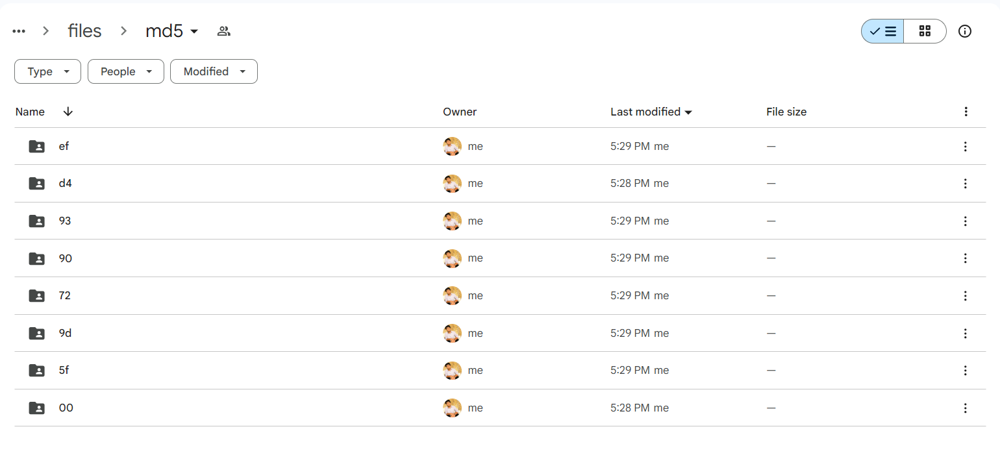 files md5
Type People Modified
Name Owner Last modified File size
ef me 5:29 PM me —
d4 me 5:28 PM me —
93 me 5:29 PM me —
90 me 5:29 PM me —
72 me 5:29 PM me —
9d me 5:29 PM me —
5f me 5:29 PM me —
00 me 5:28 PM me —